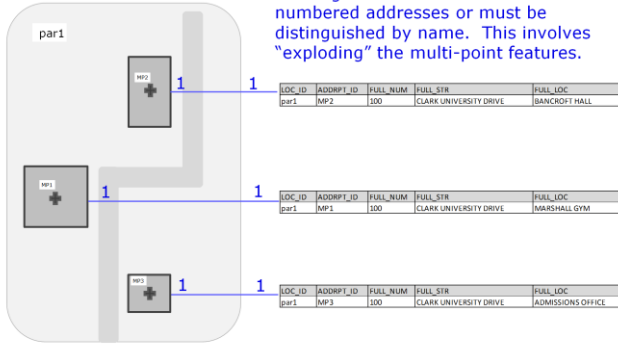 numbered addresses or must be
distinguished by name.  This involves
“exploding” the multi-point features.
par1
MP2
1 1
LOC_ID ADDRPT_ID FULL_NUM FULL_STR FULL_LOC
par1 MP2 100 CLARK UNIVERSITY DRIVE BANCROFT HALL
MP1
1 1
LOC_ID ADDRPT_ID FULL_NUM FULL_STR FULL_LOC
par1 MP1 100 CLARK UNIVERSITY DRIVE MARSHALL GYM
MP3
1 1
LOC_ID ADDRPT_ID FULL_NUM FULL_STR FULL_LOC
par1 MP3 100 CLARK UNIVERSITY DRIVE ADMISSIONS OFFICE